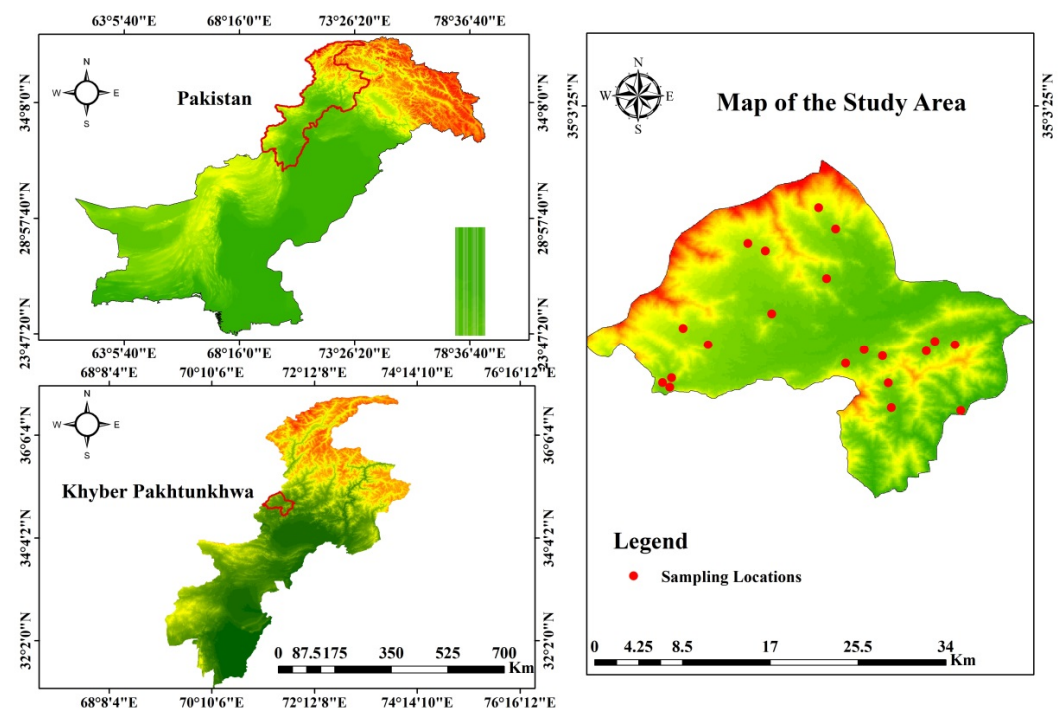 63°5'40"E 68°16'0"E 73°26'20"E 78°36'40"E
34°8'0"N 34°8'0"N
N
W E
S
Pakistan
28°57'40"N 28°57'40"N
23°47'20"N 23°47'20"N
63°5'40"E 68°16'0"E 73°26'20"E 78°36'40"E
68°8'4"E 70°10'6"E 72°12'8"E 74°14'10"E 76°16'12"E
N
W E
S
36°6'4"N 36°6'4"N
Khyber Pakhtunkhwa
34°4'2"N 34°4'2"N
32°2'0"N 32°2'0"N
0 87.5 175 350 525 700
Km
68°8'4"E 70°10'6"E 72°12'8"E 74°14'10"E 76°16'12"E
N
W E
S
Map of the Study Area
35°3'25"N 35°3'25"N
Legend
Sampling Locations
0 4.25 8.5 17 25.5 34
Km